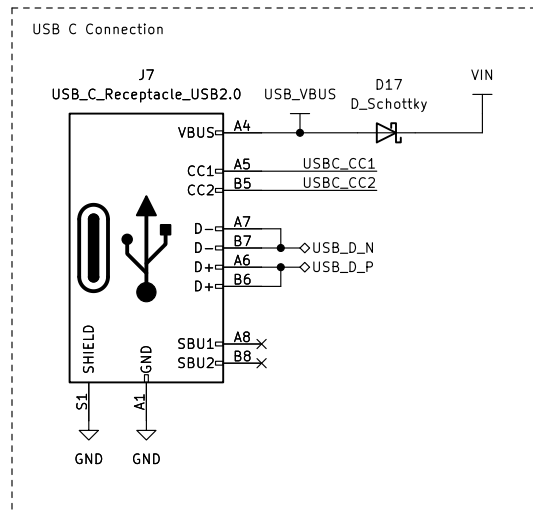 USB C Connection
J7
USB_C_Receptacle_USB2.0
USB_VBUS
D17
D_Schottky
VIN
VBUS A4
CC1 A5 USBC_CC1
CC2 B5 USBC_CC2
D- A7
D- B7 USB_D_N
D+ A6 USB_D_P
D+ B6
SBU1 A8
SBU2 B8
SHIELD
GND
S1
A1
GND
GND